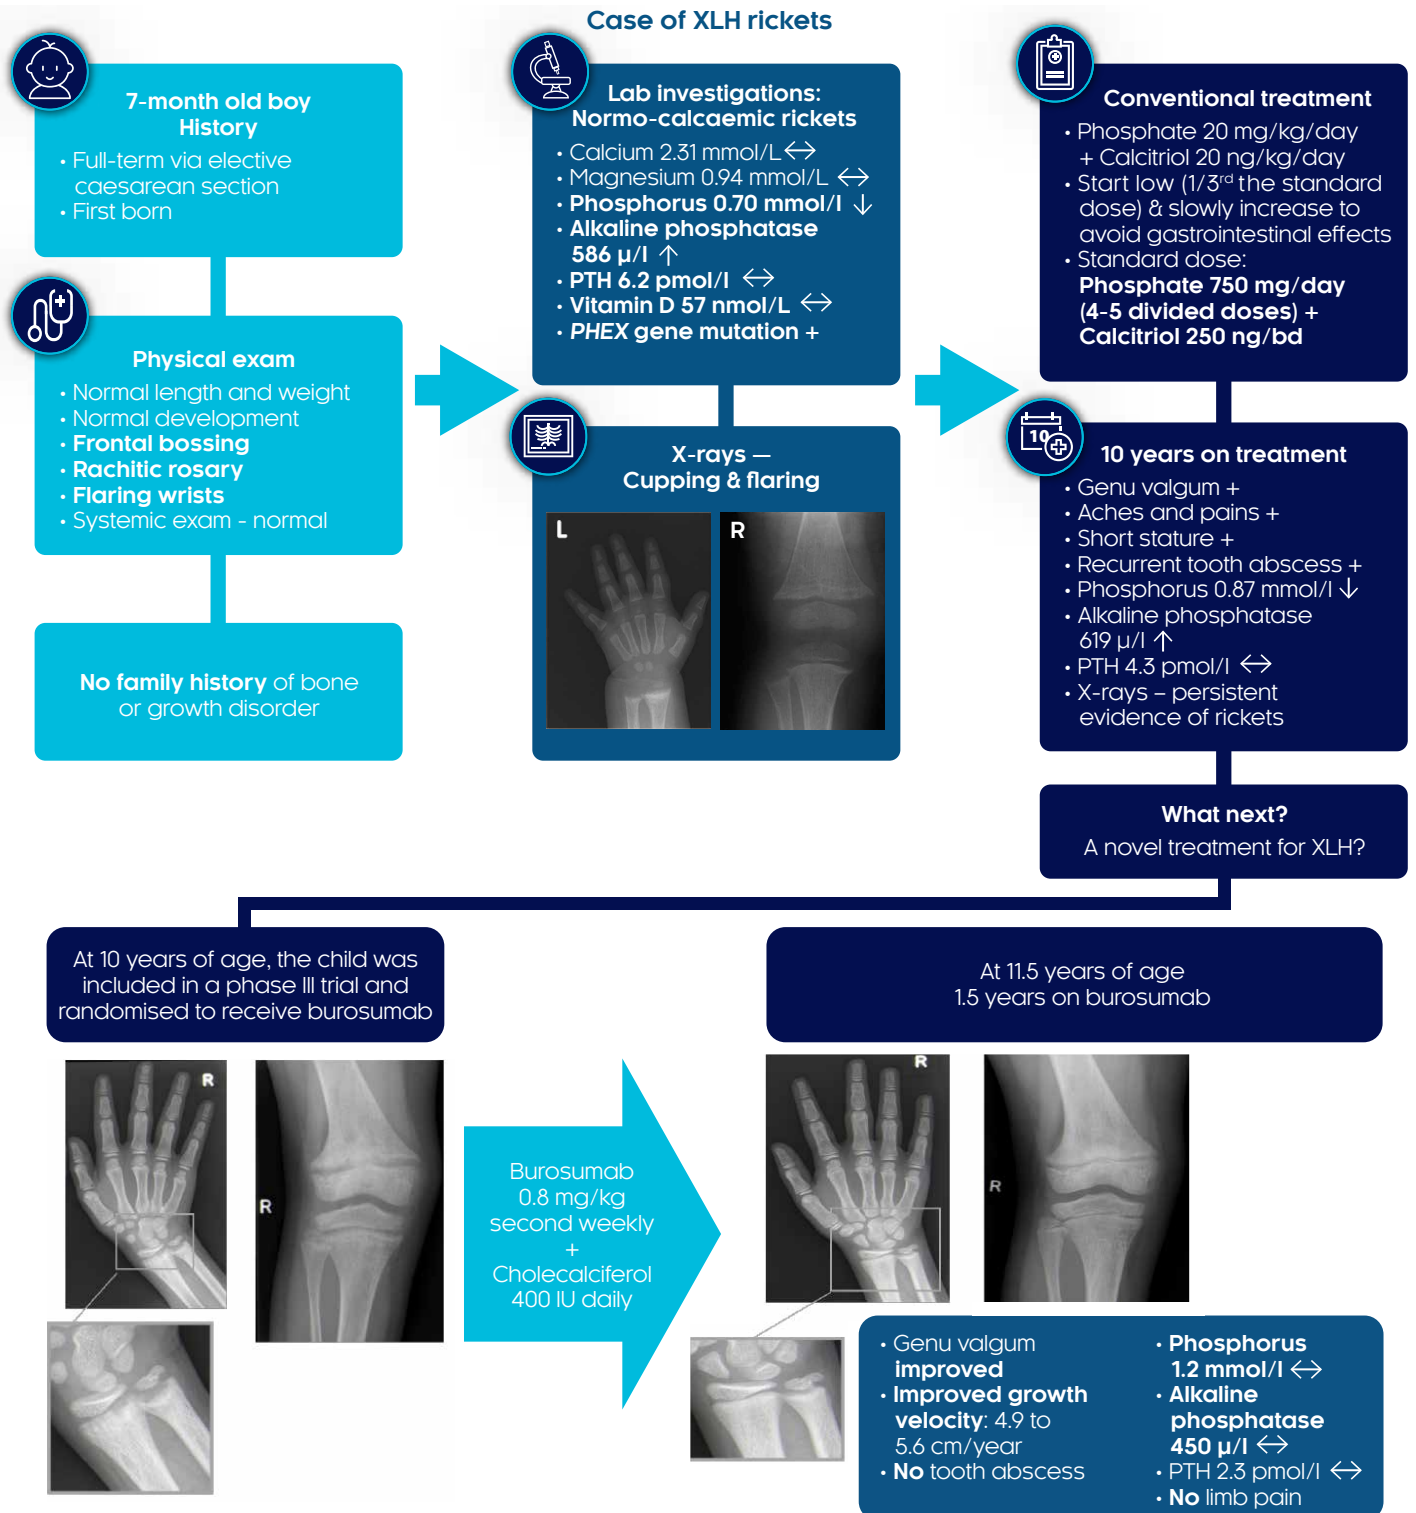 Case of XLH rickets
7-month old boy
History
• Full-term via elective
caesarean section
• First born
Physical exam
• Normal length and weight
• Normal development
• Frontal bossing
• Rachitic rosary
• Flaring wrists
• Systemic exam - normal
No family history of bone
or growth disorder
Lab investigations:
Normo-calcaemic rickets
• Calcium 2.31 mmol/L ↔
• Magnesium 0.94 mmol/L ↔
• Phosphorus 0.70 mmol/l ↓
• Alkaline phosphatase
586 µ/l ↑
• PTH 6.2 pmol/l ↔
• Vitamin D 57 nmol/L ↔
• PHEX gene mutation +
X-rays –
Cupping & flaring
L
R
Conventional treatment
• Phosphate 20 mg/kg/day
+ Calcitriol 20 ng/kg/day
• Start low (1/3rd the standard
dose) & slowly increase to
avoid gastrointestinal effects
• Standard dose:
Phosphate 750 mg/day
(4-5 divided doses) +
Calcitriol 250 ng/bd
10
10 years on treatment
• Genu valgum +
• Aches and pains +
• Short stature +
• Recurrent tooth abscess +
• Phosphorus 0.87 mmol/l ↓
• Alkaline phosphatase
619 µ/l ↑
• PTH 4.3 pmol/l ↔
• X-rays – persistent
evidence of rickets
What next?
A novel treatment for XLH?
At 10 years of age, the child was
included in a phase III trial and
randomised to receive burosumab
R
R
Burosumab
0.8 mg/kg
second weekly
+
Cholecalciferol
400 IU daily
At 11.5 years of age
1.5 years on burosumab
R
R
• Genu valgum
improved
• Improved growth
velocity: 4.9 to
5.6 cm/year
• No tooth abscess
• Phosphorus
1.2 mmol/l ↔
• Alkaline
phosphatase
450 µ/l ↔
• PTH 2.3 pmol/l ↔
• No limb pain